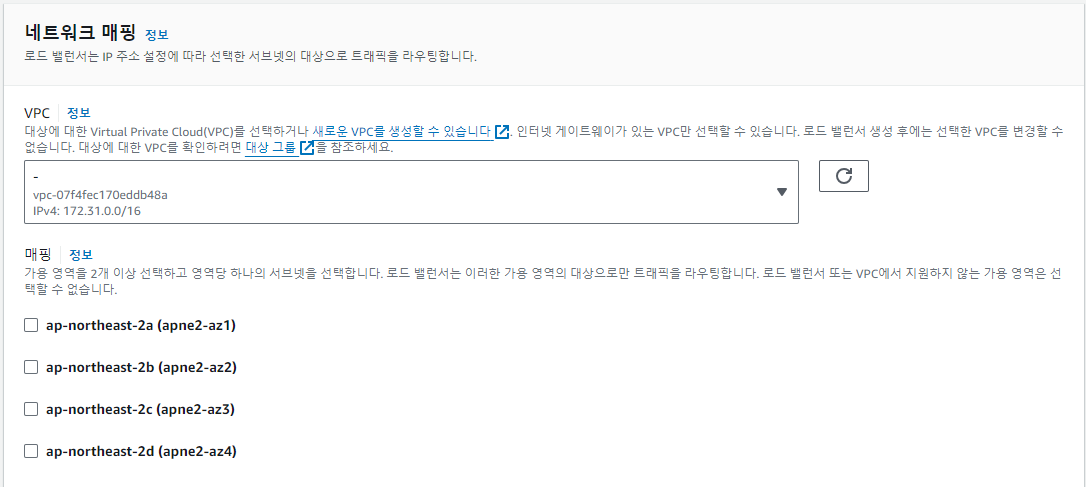 네트워크 매핑 정보
로드 밸런서는 IP 주소 설정에 따라 선택한 서브넷의 대상으로 트래픽을 라우팅합니다.
VPC 정보
대상에 대한 Virtual Private Cloud(VPC)를 선택하거나 새로운 VPC를 생성할 수 있습니다. 인터넷 게이트웨이가 있는 VPC만 선택할 수 있습니다. 로드 밸런서 생성 후에는 선택한 VPC를 변경할 수
없습니다. 대상에 대한 VPC를 확인하려면 대상 그룹을 참조하세요.
-
vpc-07f4fec170eddb48a
IPv4: 172.31.0.0/16
매핑 정보
가용 영역을 2개 이상 선택하고 영역당 하나의 서브넷을 선택합니다. 로드 밸런서는 이러한 가용 영역의 대상으로만 트래픽을 라우팅합니다. 로드 밸런서 또는 VPC에서 지원하지 않는 가용 영역은 선
택할 수 없습니다.
ap-northeast-2a (apne2-az1)
ap-northeast-2b (apne2-az2)
ap-northeast-2c (apne2-az3)
ap-northeast-2d (apne2-az4)